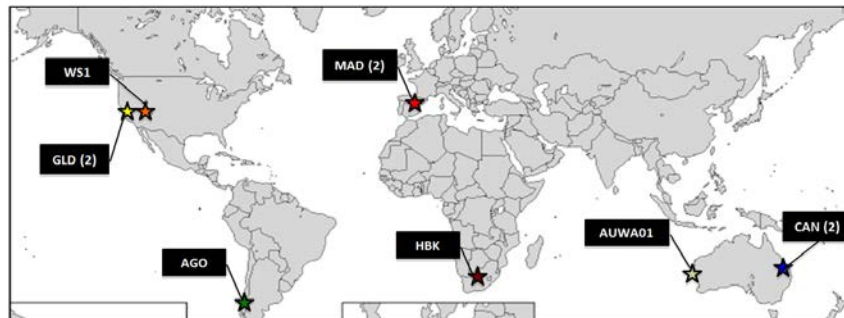 WS1
MAD (2)
GLD (2)
AGO
HBK
AUWA01
CAN (2)